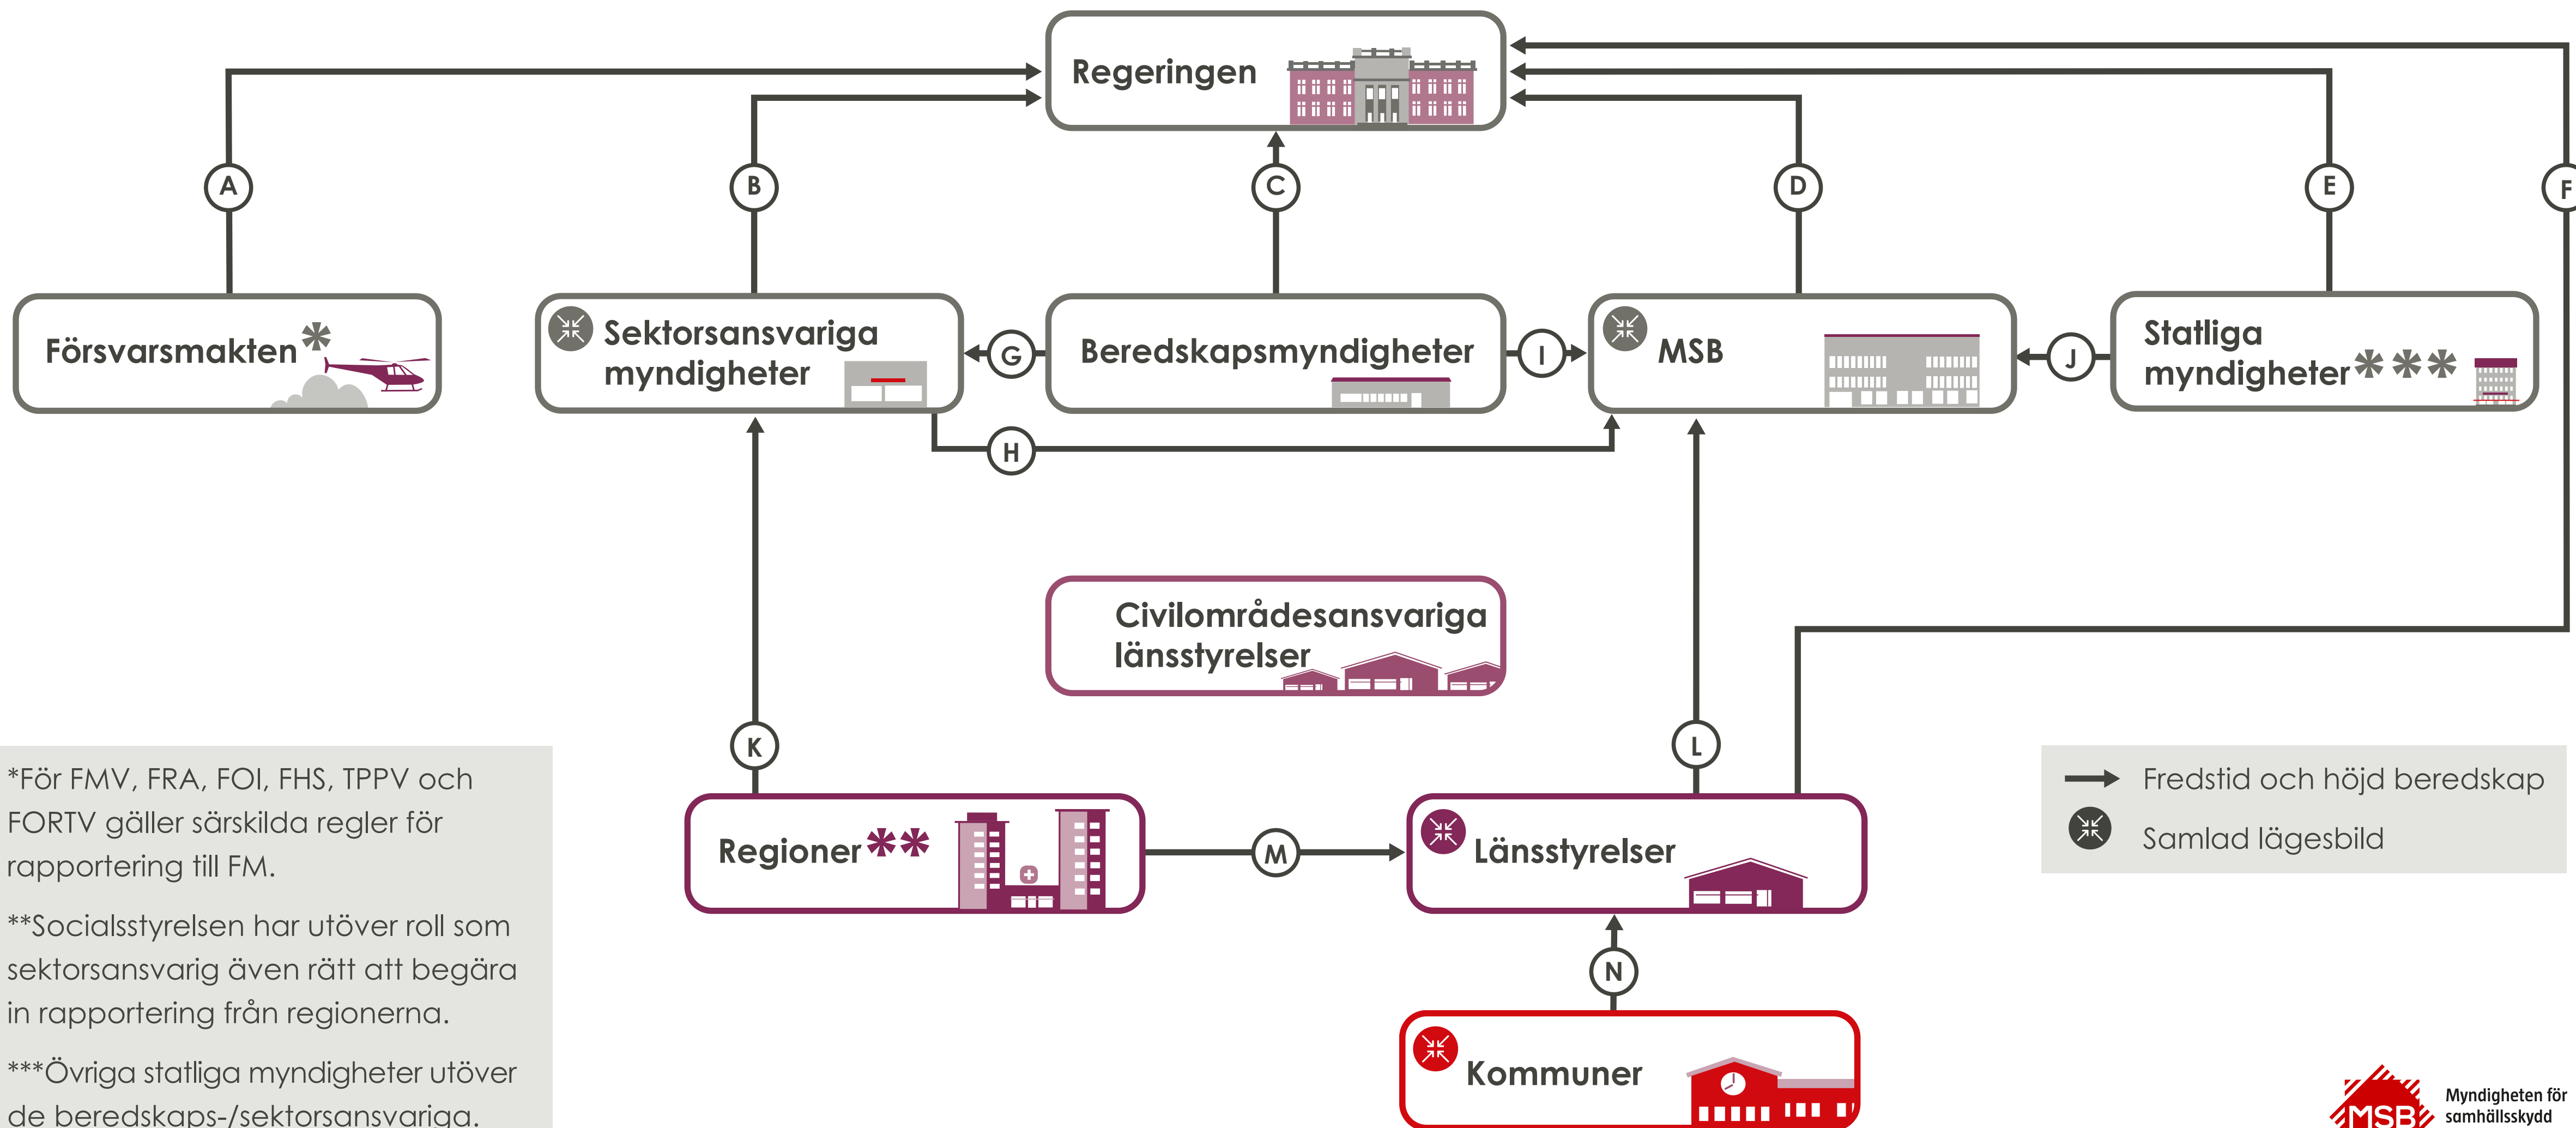 Regeringen
A
B
C
D
E
F
Försvarsmakten*
Sektorsansvariga
myndigheter
G
Beredskapsmyndigheter
I
MSB
J
Statliga
myndigheter***
H
Civilområdesansvariga
länsstyrelser
K
L
Regioner**
M
Länsstyrelser
N
Kommuner
*För FMV, FRA, FOI, FHS, TPPV och
FORTV gäller särskilda regler för
rapportering till FM.
**Socialsstyrelsen har utöver roll som
sektorsansvarig även rätt att begära
in rapportering från regionerna.
***Övriga statliga myndigheter utöver
de beredskaps-/sektorsansvariga.
Fredstid och höjd beredskap
Samlad lägesbild
MSB
Myndigheten för
samhällsskydd